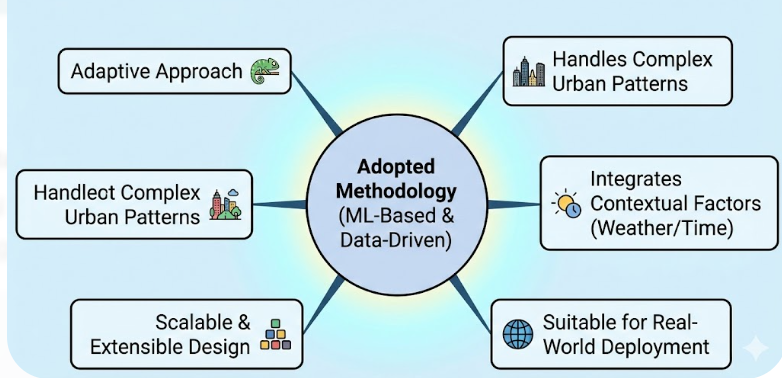 Adaptive Approach
Handles Complex
Urban Patterns
Adopted
Methodology
(ML-Based &
Data-Driven)
Handlect Complex
Urban Patterns
Integrates
Contextual Factors
(Weather/Time)
Scalable &
Extensible Design
Suitable for Real-
World Deployment